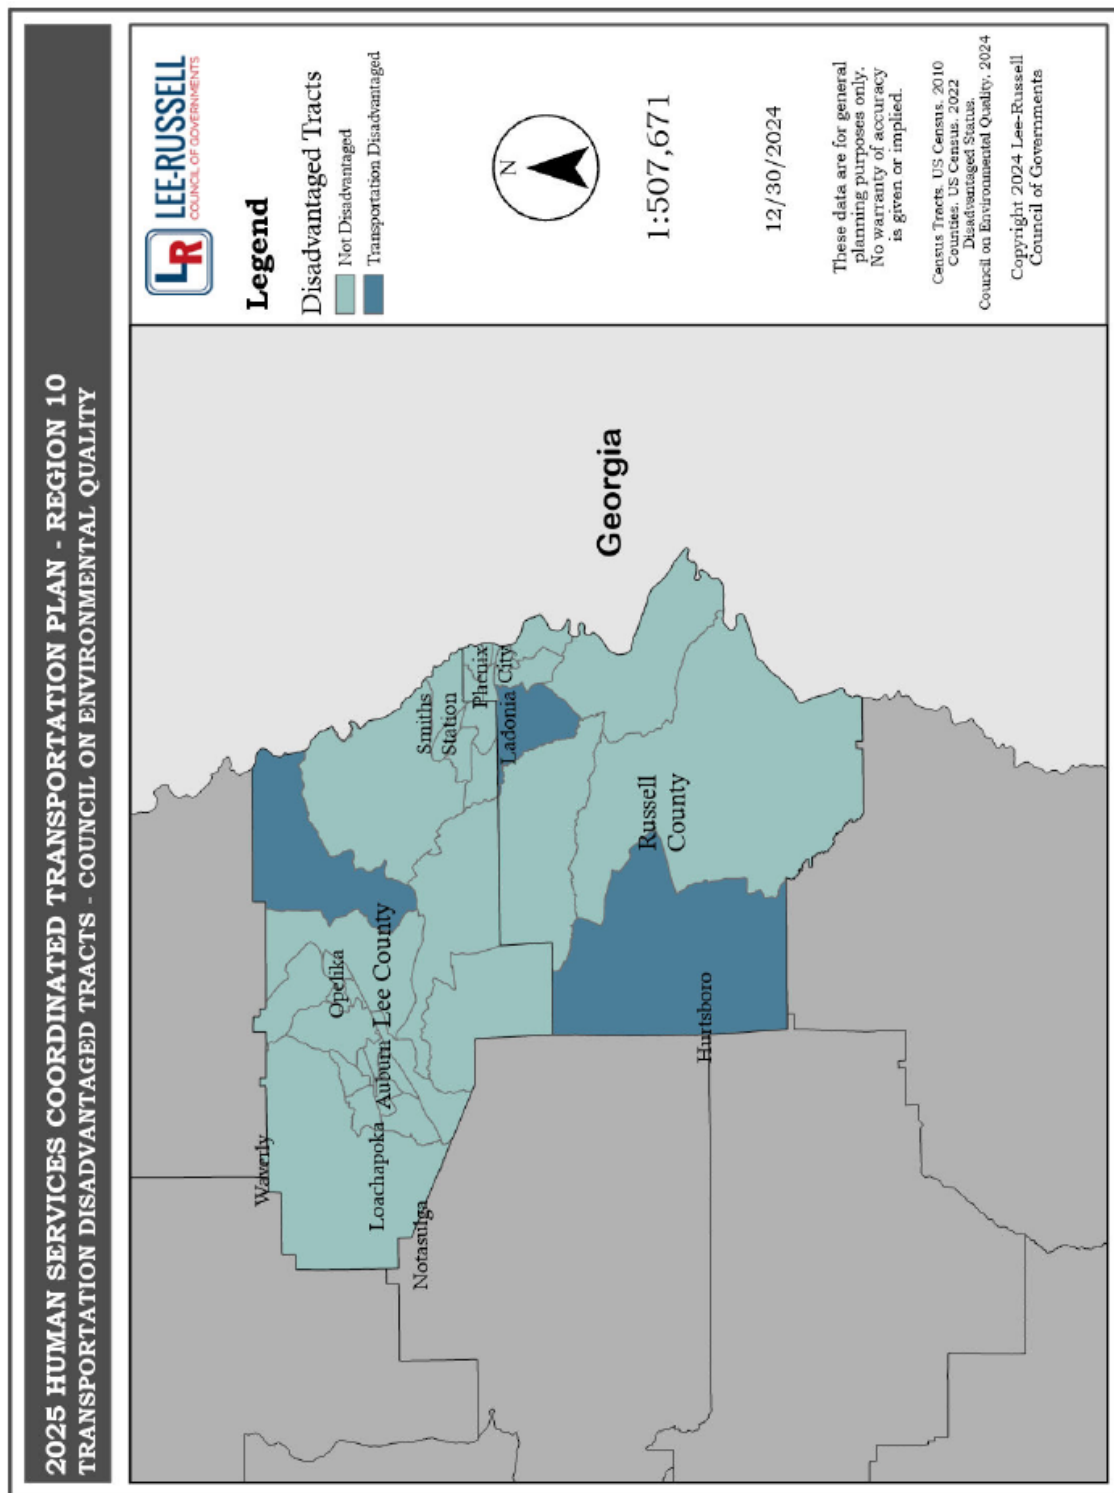 2025 HUMAN SERVICES COORDINATED TRANSPORTATION PLAN - REGION 10
TRANSPORTATION DISADVANTAGED TRACTS - COUNCIL ON ENVIRONMENTAL QUALITY
LR
LEE-RUSSELL
COUNCIL OF GOVERNMENTS
Legend
Disadvantaged Tracts
Not Disadvantaged
Transportation Disadvantaged
N
1:507,671
12/30/2024
These data are for general
planning purposes only.
No warranty of accuracy
is given or implied.
Census Tracts. US Census. 2010
Counties. US Census. 2022
Disadvantaged Status.
Council on Environmental Quality. 2024
Copyright 2024 Lee-Russell
Council of Governments
Waverly
Opelika
Loachapoka
Auburn
Lee County
Notasulga
Smiths
Station
Phenix
City
Ladonia
Georgia
Russell
County
Hurtsboro